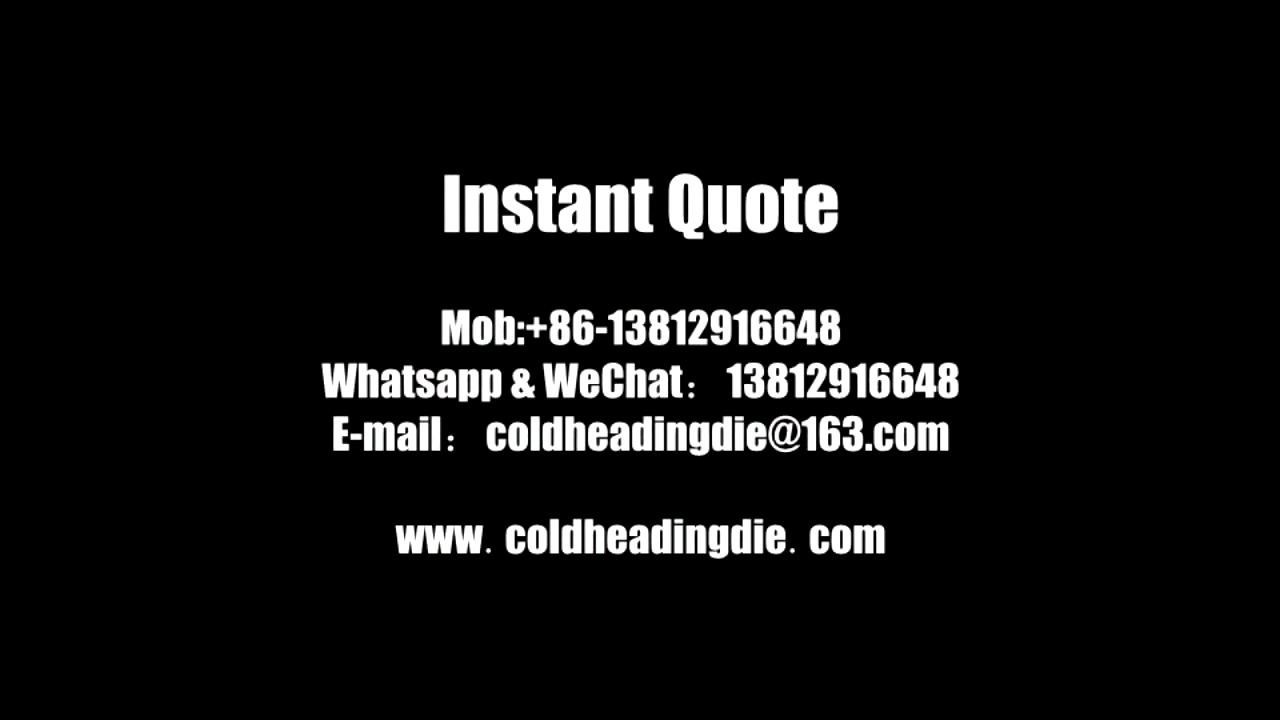 Instant Quote
Mob:+86-13812916648
Whatsapp & WeChat： 13812916648
E-mail： coldheadingdie@163.com
www. coldheadingdie. com